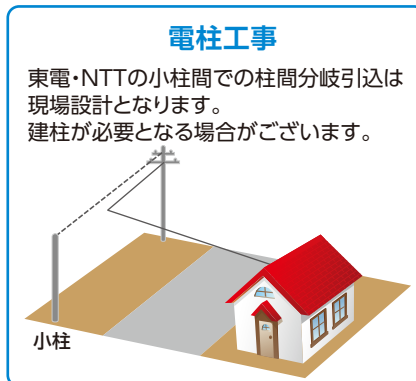 電柱工事
東電・NTTの小柱間での柱間分岐引込は
現場設計となります。
建柱が必要となる場合がございます。
小柱